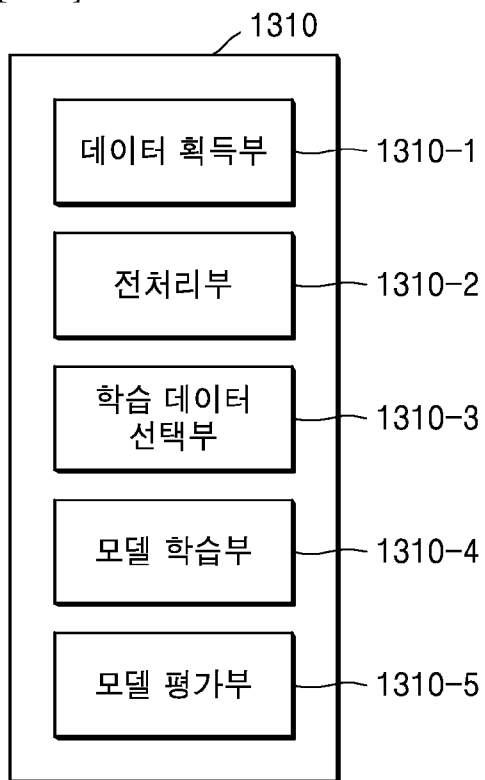 1310
데이터 획득부
1310-1
전처리부
1310-2
학습 데이터
선택부
1310-3
모델 학습부
1310-4
모델 평가부
1310-5